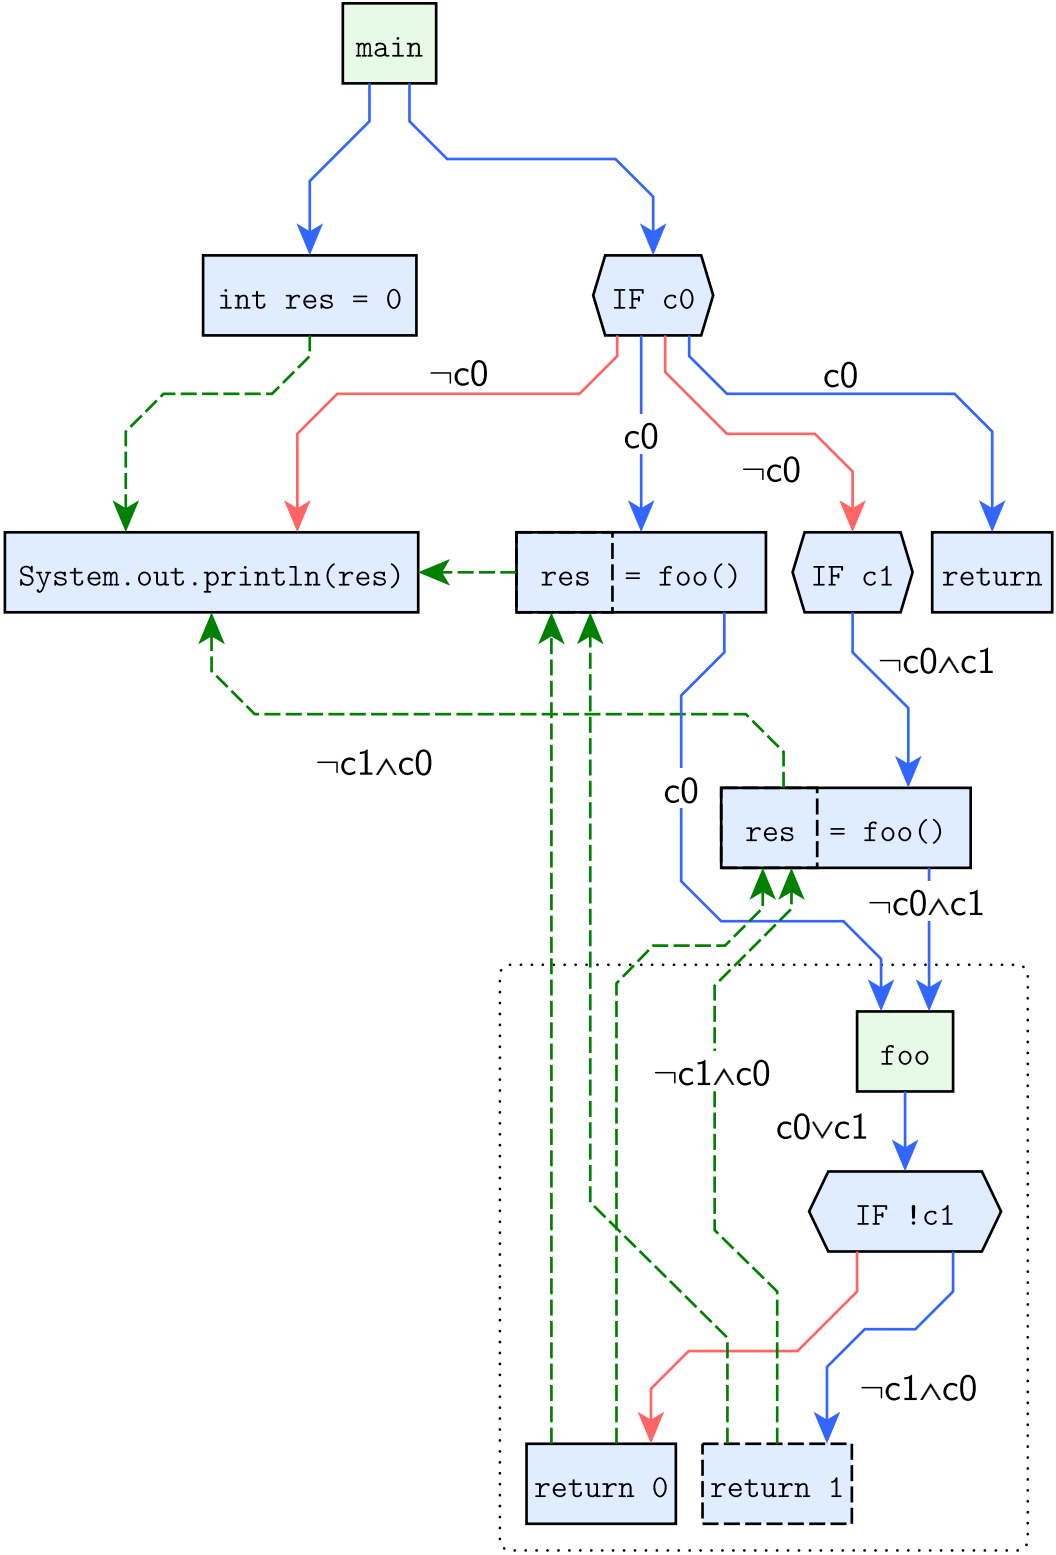 main
int res = 0
IF c0
¬c0
c0
c0
¬c0
System.out.println(res)
res = foo()
IF c1
return
¬c0∧c1
¬c1∧c0
c0
res = foo()
¬c0∧c1
foo
¬c1∧c0
c0∨c1
IF !c1
¬c1∧c0
return 0
return 1